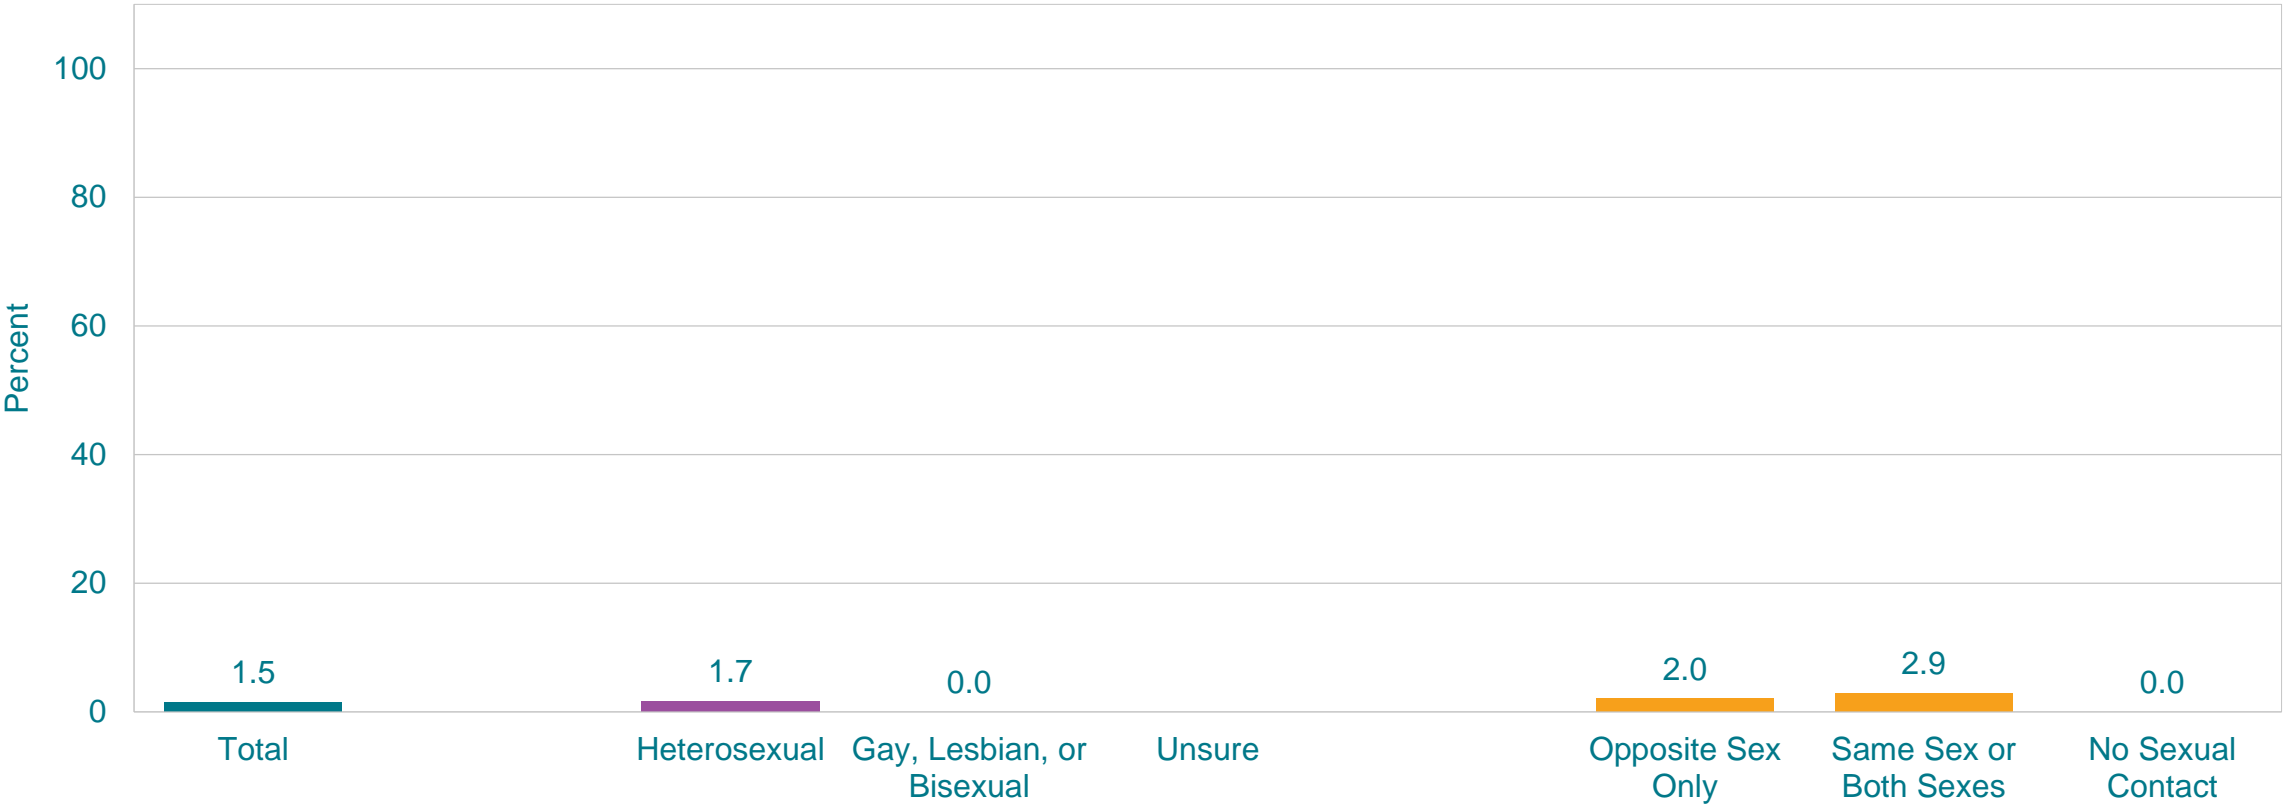 Percent
100
80
60
40
20
0
1.5
1.7
0.0
2.0
2.9
0.0
Total
Heterosexual
Gay, Lesbian, or
Bisexual
Unsure
Opposite Sex
Only
Same Sex or
Both Sexes
No Sexual
Contact